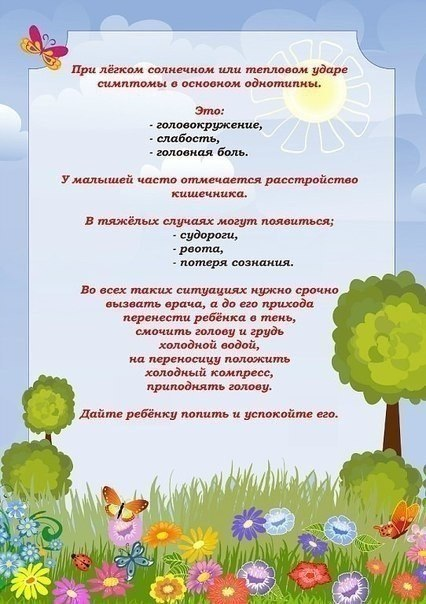 При лёгком солнечном или тепловом ударе
симптомы в основном однотипны.
Это:
- головокружение,
- слабость,
- головная боль.
У малышей часто отмечается расстройство
кишечника.
В тяжёлых случаях могут появиться;
- судороги,
- рвота,
- потеря сознания.
Во всех таких ситуациях нужно срочно
вызвать врача, а до его прихода
перенести ребёнка в тень,
смочить голову и грудь
холодной водой,
на переносицу положить
холодный компресс,
приподнять голову.
Дайте ребёнку попить и успокойте его.